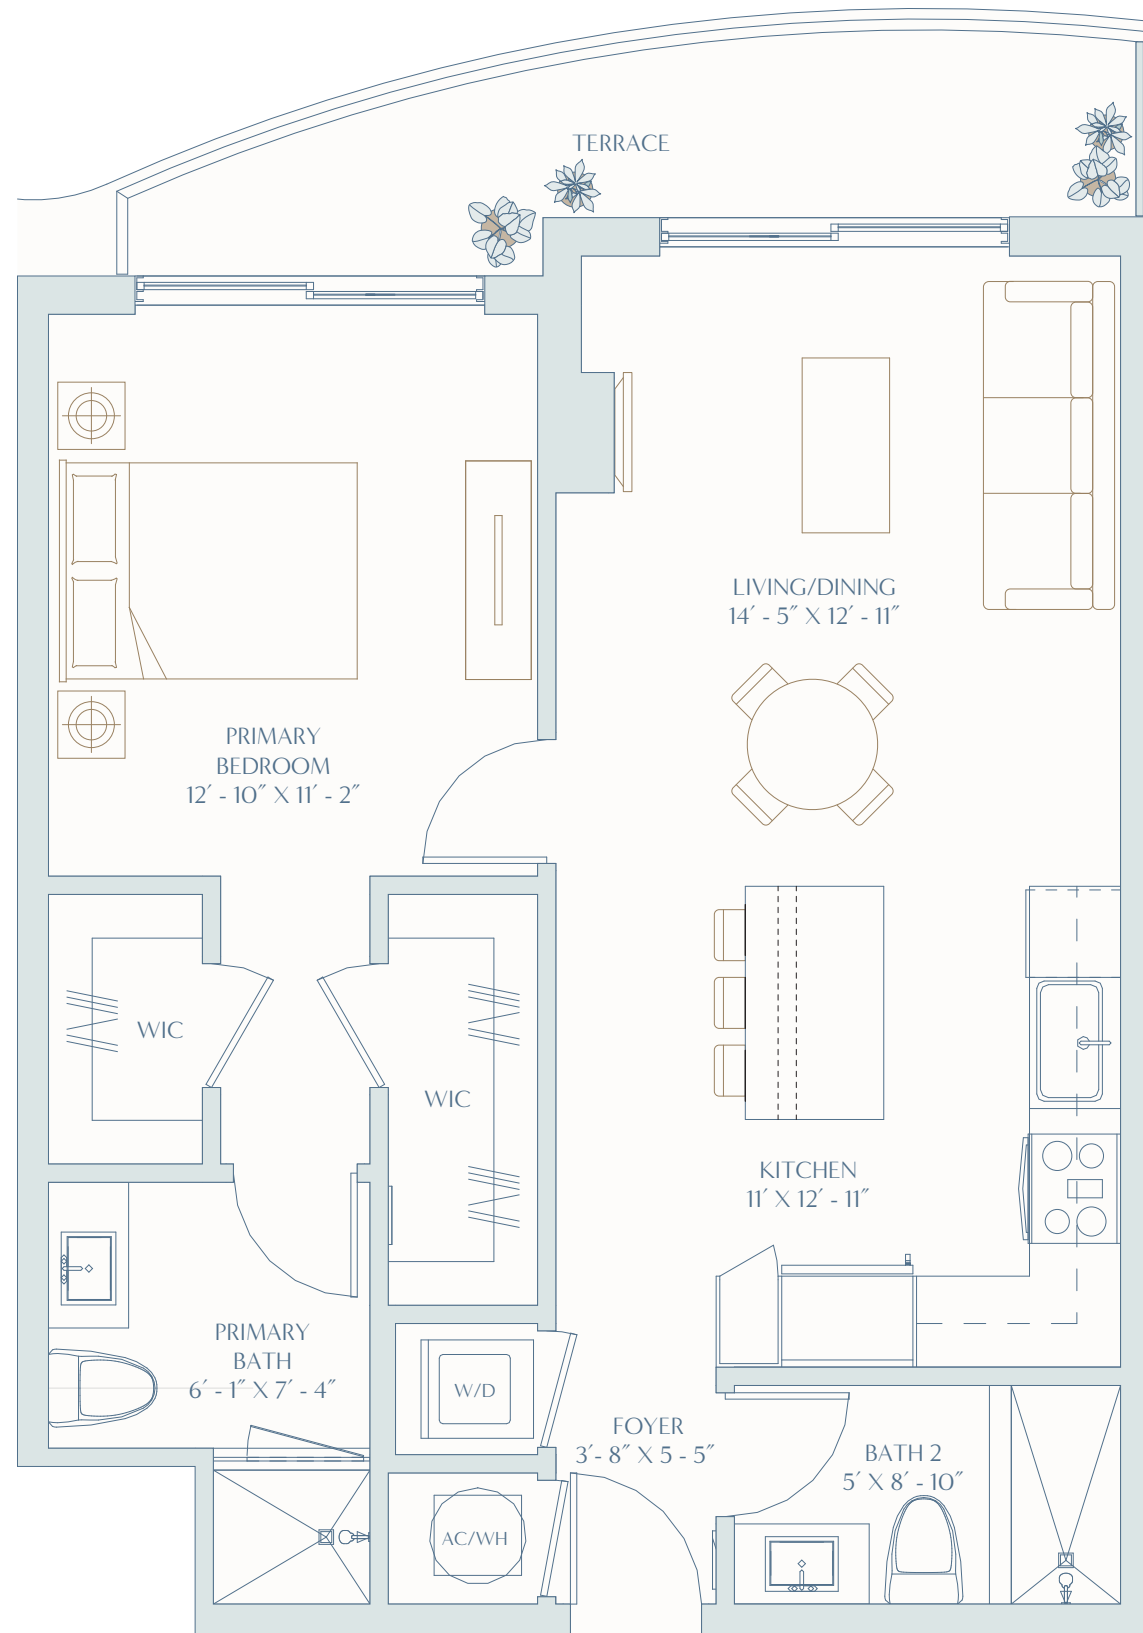 TERRACE
LIVING/DINING
14′ - 5″ X 12′ - 11″
PRIMARY
BEDROOM
12′ - 10″ X 11′ - 2″
WIC
WIC
KITCHEN
11′ X 12′ - 11″
PRIMARY
BATH
6′ - 1″ X 7′ - 4″
W/D
FOYER
3′- 8″ X 5 - 5″
BATH 2
5′ X 8′ - 10″
AC/WH